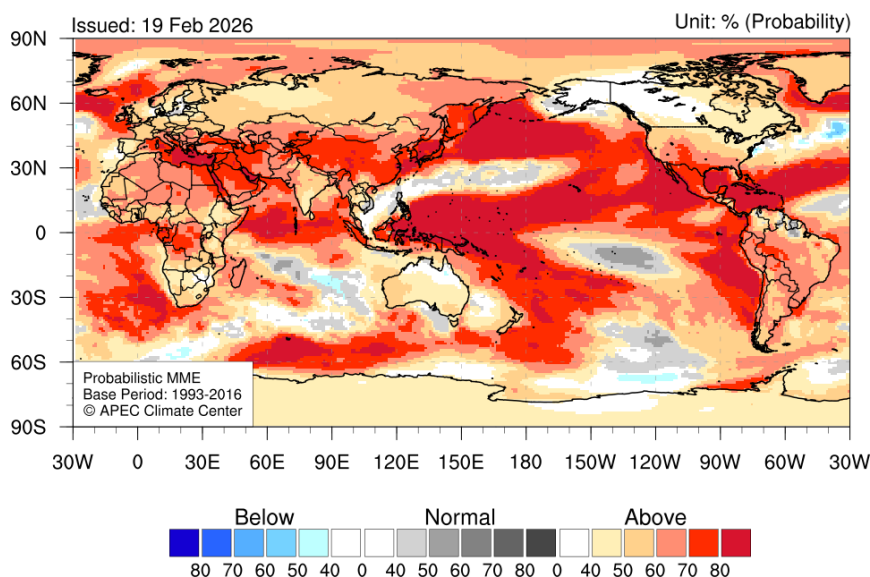 Issued: 19 Feb 2026
Unit: % (Probability)
90N
60N
30N
0
30S
60S
90S
Probabilistic MME
Base Period: 1993-2016
© APEC Climate Center
30W 0 30E 60E 90E 120E 150E 180 150W 120W 90W 60W 30W
Below Normal Above
80 70 60 50 40 0 40 50 60 70 80 0 40 50 60 70 80